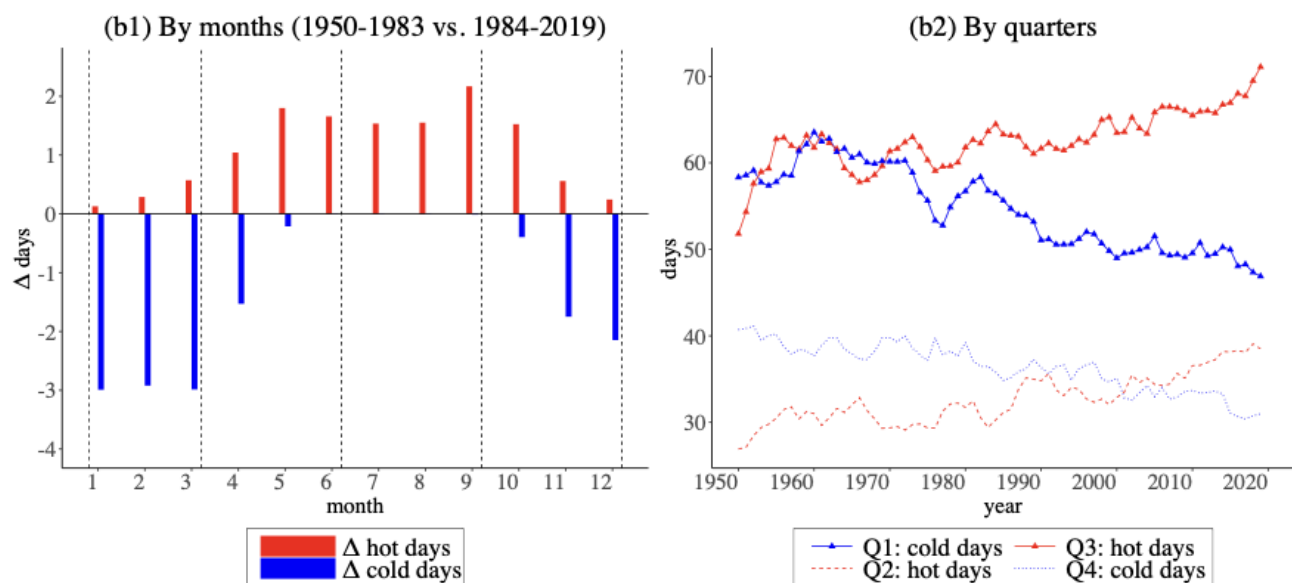 (b1) By months (1950-1983 vs. 1984-2019)
2
1
0
-1
-2
-3
-4
Δ days
1 2 3 4 5 6 7 8 9 10 11 12
month
Δ hot days
Δ cold days
(b2) By quarters
70
60
50
40
30
days
1950 1960 1970 1980 1990 2000 2010 2020
year
Q1: cold days Q3: hot days
Q2: hot days Q4: cold days